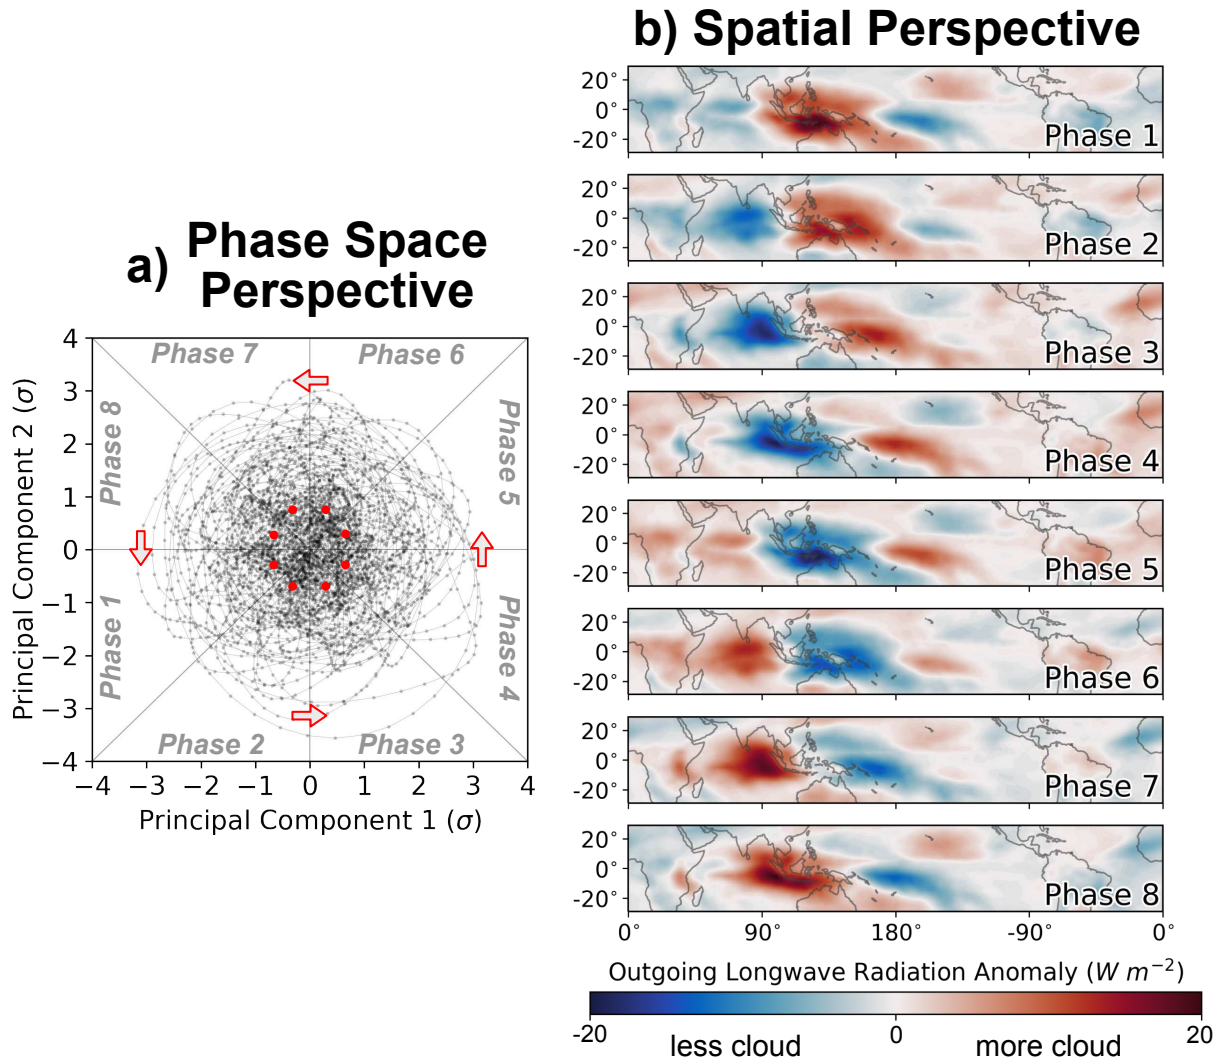 b) Spatial Perspective
20°
0°
-20°
Phase 1
20°
0°
-20°
Phase 2
20°
0°
-20°
Phase 3
20°
0°
-20°
Phase 4
20°
0°
-20°
Phase 5
20°
0°
-20°
Phase 6
20°
0°
-20°
Phase 7
20°
0°
-20°
Phase 8
0° 90° 180° -90° 0°
Outgoing Longwave Radiation Anomaly (W m⁻²)
-20 0 20
less cloud more cloud
a) Phase Space
Perspective
Phase 7 Phase 6
Phase 8
Phase 5
Phase 1
Phase 4
Phase 2 Phase 3
4
3
2
1
0
−1
−2
−3
−4
Principal Component 2 (σ)
−4 −3 −2 −1 0 1 2 3 4
Principal Component 1 (σ)